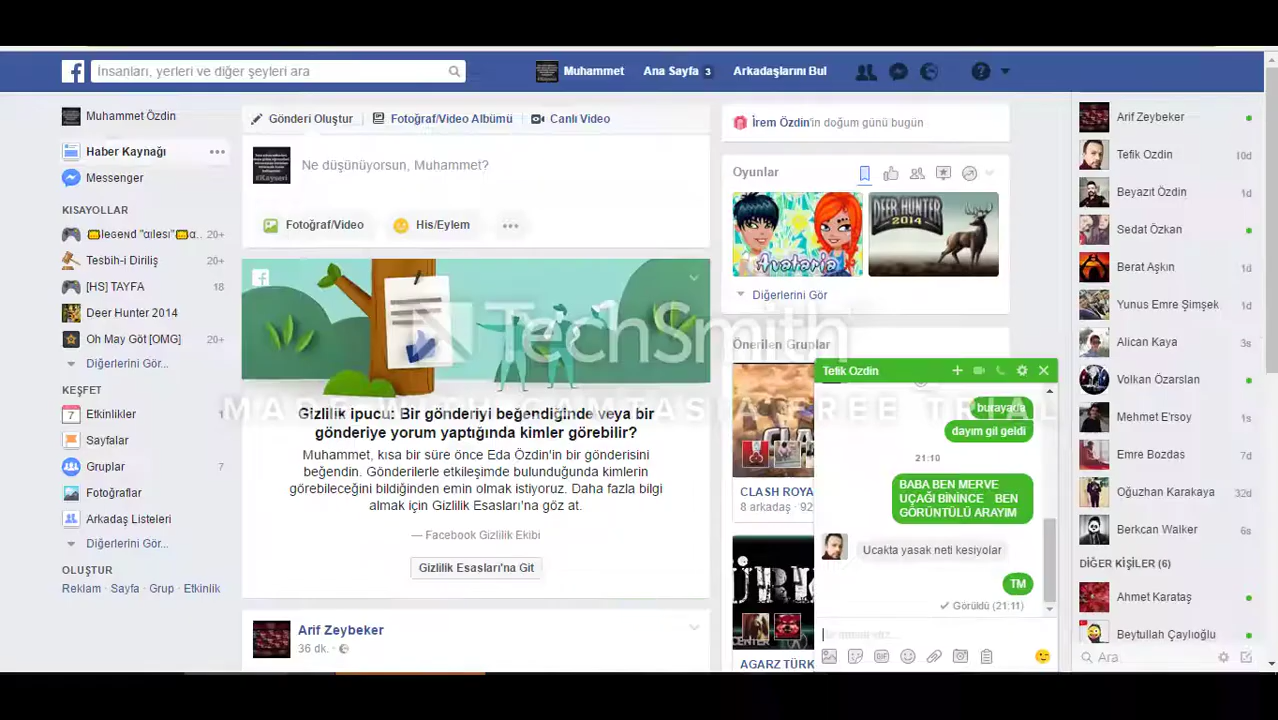 İnsanları, yerleri ve diğer şeyleri ara
Muhammet
Ana Sayfa 3
Arkadaşlarını Bul
Muhammet Özdin
Haber Kaynağı
Messenger
KISAYOLLAR
20+
Tesbih-i Diriliş 20+
[HS] TAYFA 18
Deer Hunter 2014
Oh May Göt [OMG] 20+
Diğerlerini Gör...
KEŞFET
Etkinlikler 1
Sayfalar
Gruplar 7
Fotoğraflar
Arkadaş Listeleri
Diğerlerini Gör...
OLUŞTUR
Reklam · Sayfa · Grup · Etkinlik
Gönderi Oluştur
Fotoğraf/Video Albümü
Canlı Video
Ne düşünüyorsun, Muhammet?
#Kayseri
Fotoğraf/Video
His/Eylem
TechSmith
MADE WITH CAMTASIA FREE TRIAL
Gizlilik ipucu: Bir gönderiyi beğendiğinde veya bir
gönderiye yorum yaptığında kimler görebilir?
Muhammet, kısa bir süre önce Eda Özdin'in bir gönderisini
beğendin. Gönderilerle etkileşimde bulunduğunda kimlerin
görebileceğini bildiğinden emin olmak istiyoruz. Daha fazla bilgi
almak için Gizlilik Esasları'na göz at.
— Facebook Gizlilik Ekibi
Gizlilik Esasları'na Git
Arif Zeybeker
36 dk.
İrem Özdin'in doğum günü bugün
Oyunlar
Avataria
DEER HUNTER
2014
Diğerlerini Gör
Önerilen Gruplar
CLASH ROYA
8 arkadaş · 92
CENTER
AGARZ TÜRK
Tefik Ozdin
burayada
dayım gil geldi
21:10
BABA BEN MERVE
UÇAĞI BİNİNCE BEN
GÖRÜNTÜLÜ ARAYIM
Ucakta yasak neti kesiyolar
TM
Görüldü (21:11)
Arif Zeybeker
Tefik Ozdin 10d
Beyazıt Özdin 1d
Sedat Özkan
Berat Aşkın 1d
Yunus Emre Şimşek 1d
Alican Kaya 3s
Volkan Özarslan
Mehmet E'rsoy 1s
Emre Bozdas 7d
Oğuzhan Karakaya 32d
Berkcan Walker 6s
DİĞER KİŞİLER (6)
Ahmet Karataş
Beytullah Çaylıoğlu
Ara